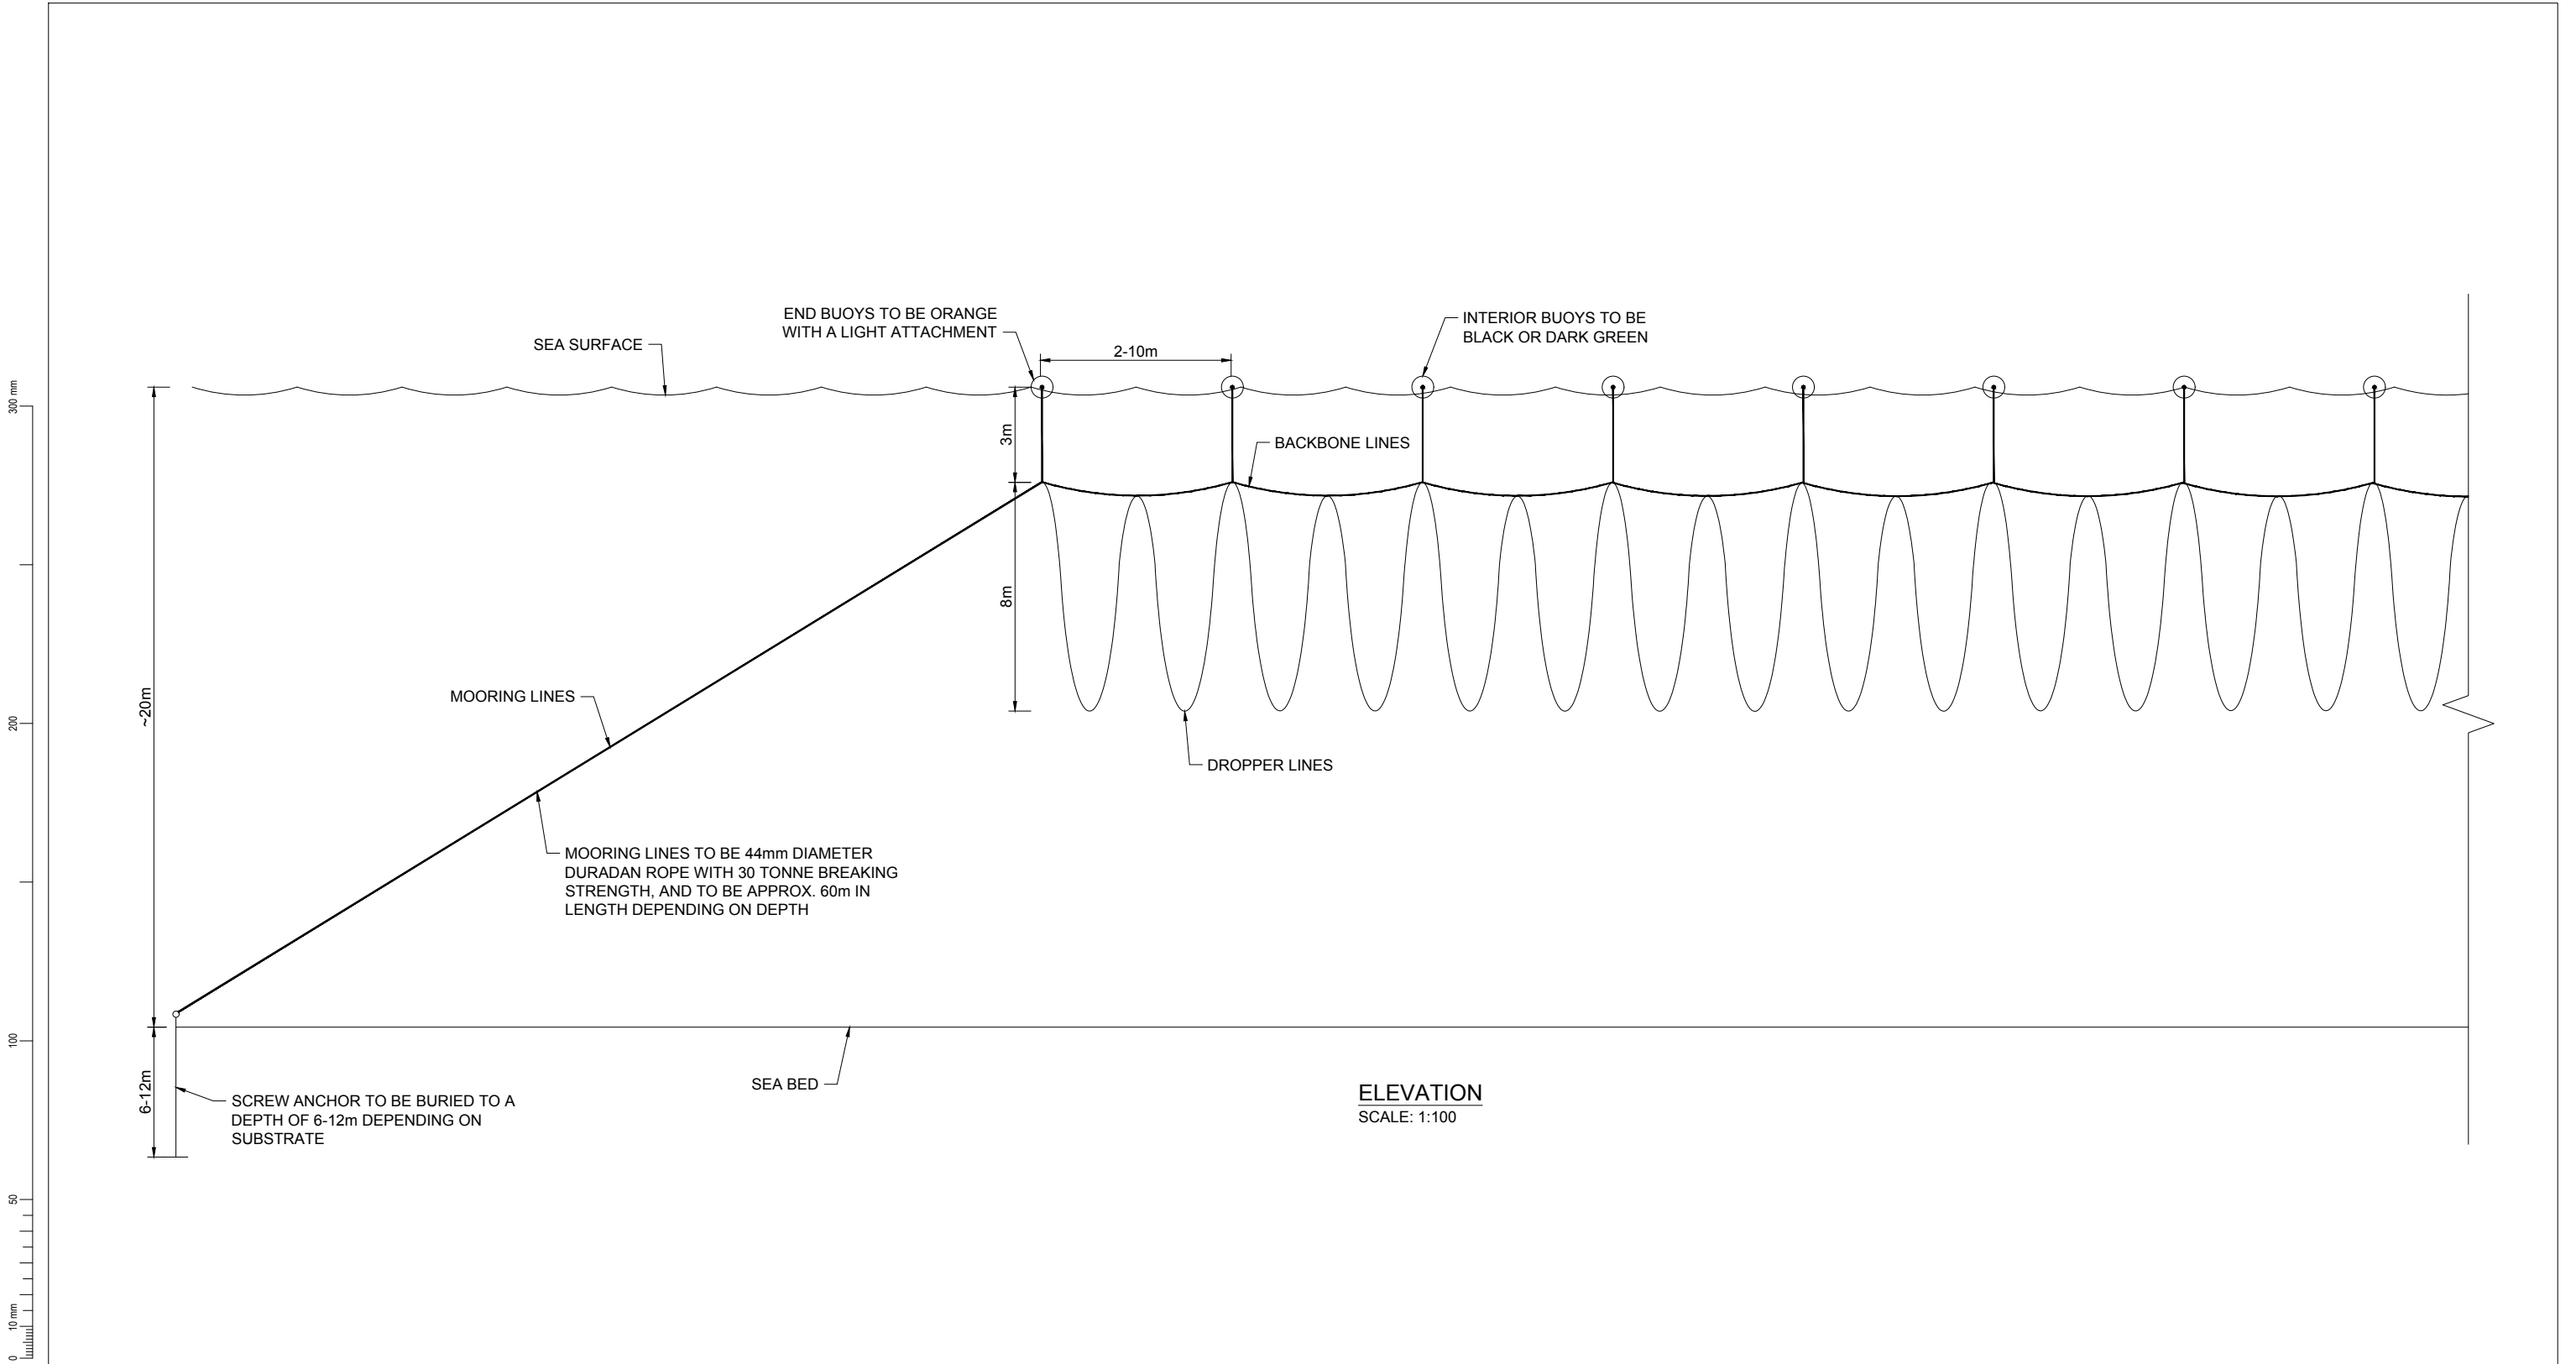 END BUOYS TO BE ORANGE
WITH A LIGHT ATTACHMENT
INTERIOR BUOYS TO BE
BLACK OR DARK GREEN
SEA SURFACE
2-10m
300 mm
3m
BACKBONE LINES
8m
MOORING LINES
~20m
200
DROPPER LINES
MOORING LINES TO BE 44mm DIAMETER
DURADAN ROPE WITH 30 TONNE BREAKING
STRENGTH, AND TO BE APPROX. 60m IN
LENGTH DEPENDING ON DEPTH
100
6-12m
SEA BED
SCREW ANCHOR TO BE BURIED TO A
DEPTH OF 6-12m DEPENDING ON
SUBSTRATE
ELEVATION
SCALE: 1:100
50
10 mm
0